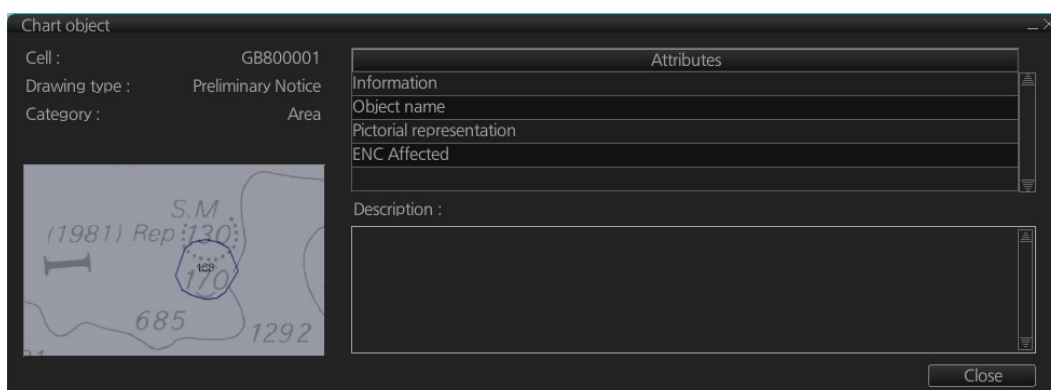 Chart object
Cell : GB800001
Drawing type : Preliminary Notice
Category : Area
Attributes
Information
Object name
Pictorial representation
ENC Affected
Description :
S.M
(1981) Rep 130
170
685
1292
Close